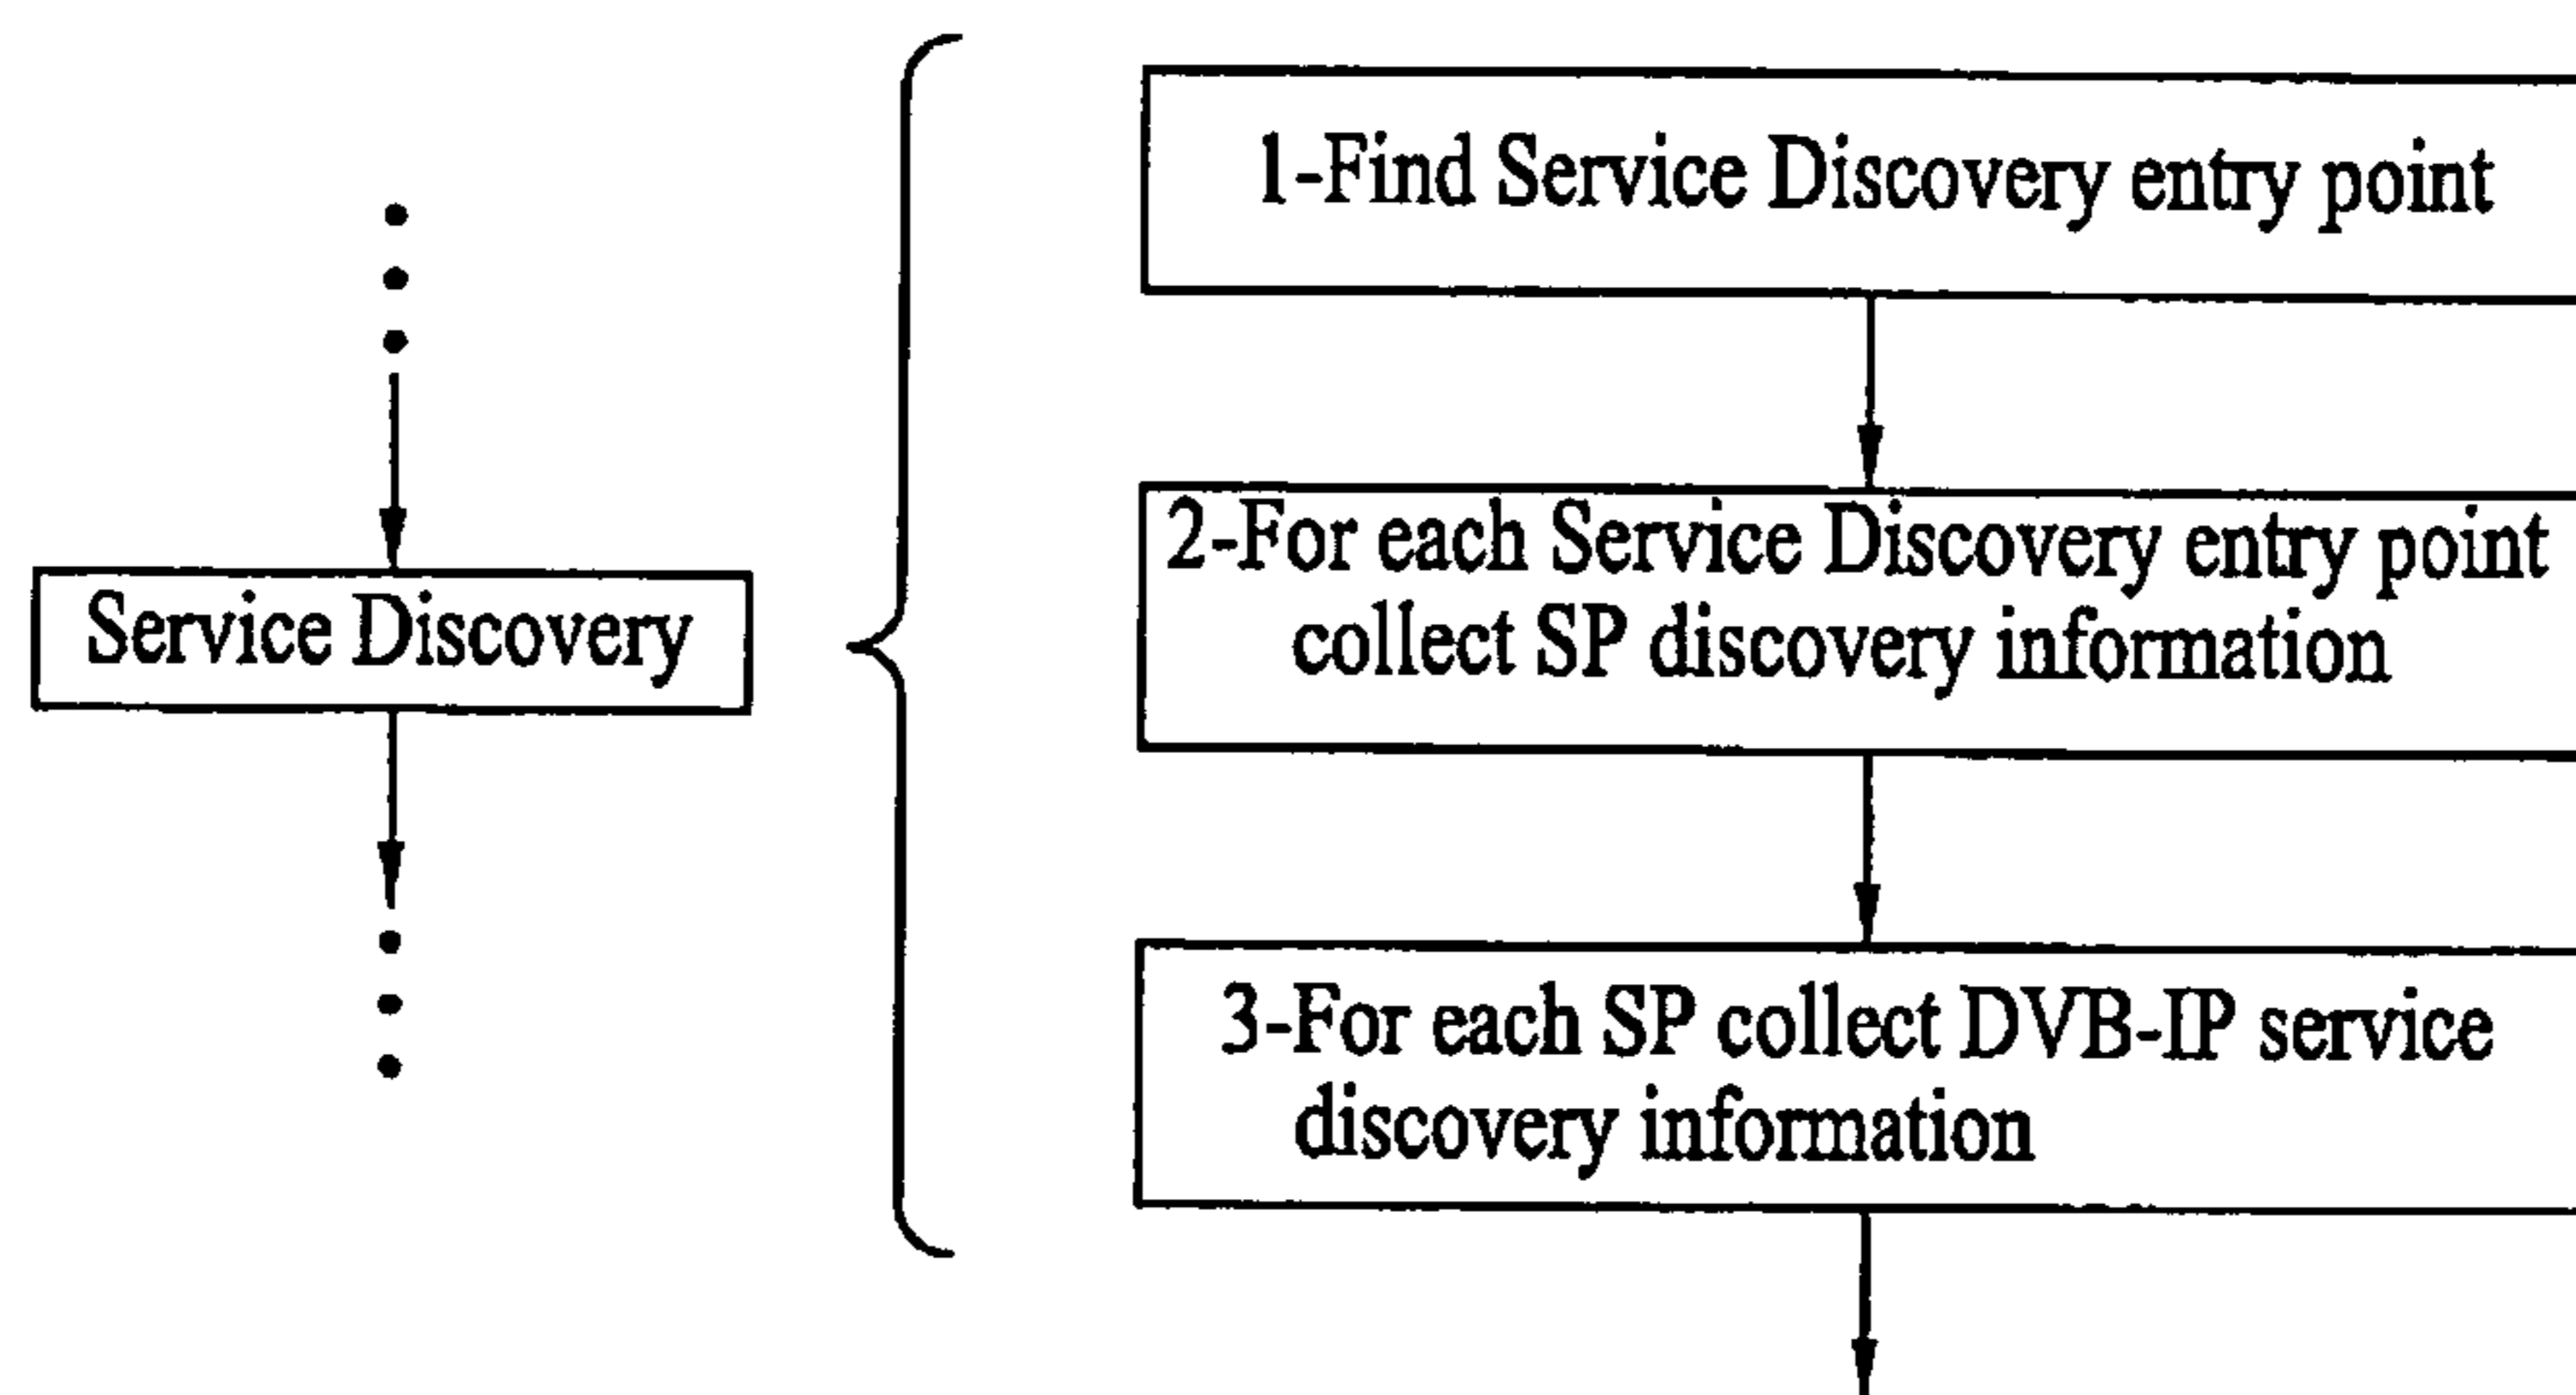 Service Discovery
1-Find Service Discovery entry point
2-For each Service Discovery entry point
collect SP discovery information
3-For each SP collect DVB-IP service
discovery information